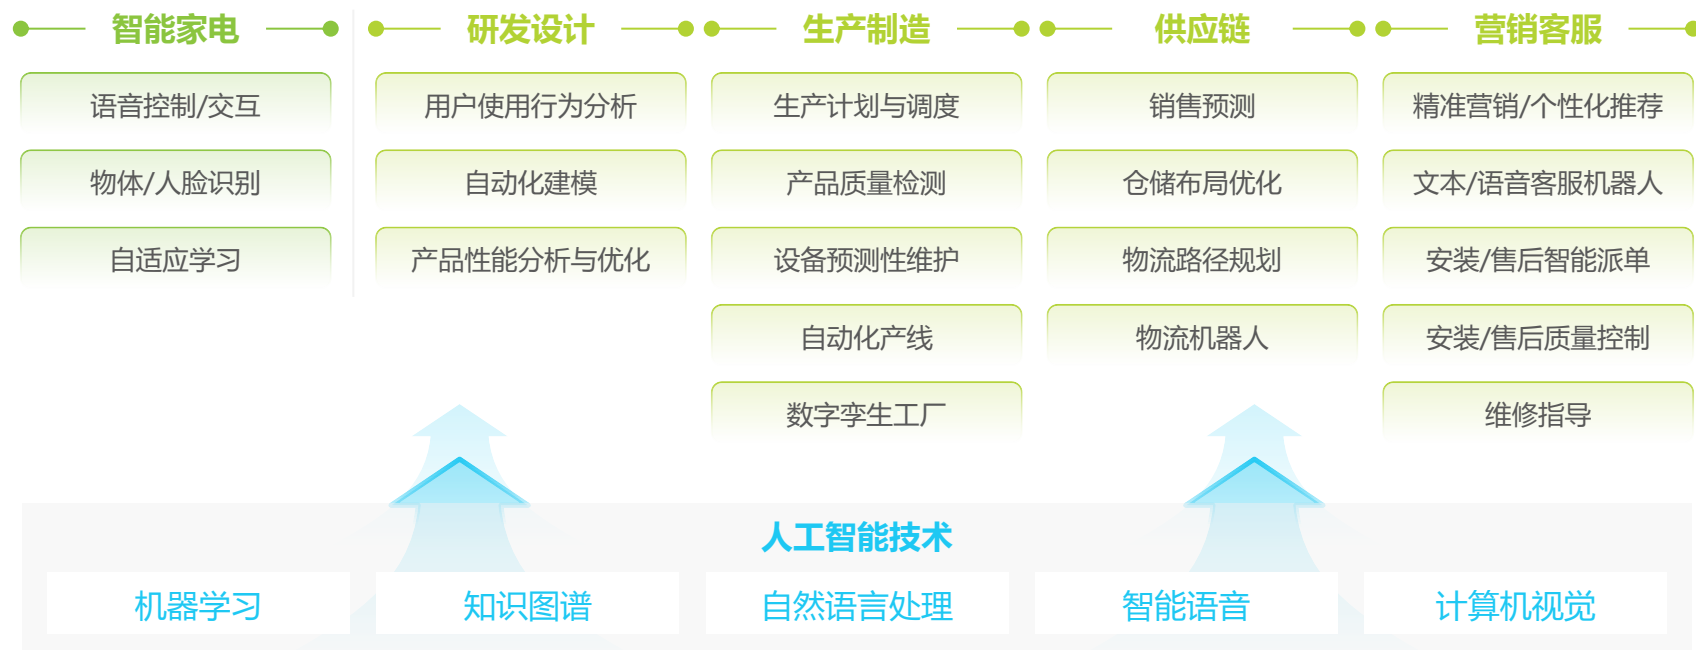 智能家电
语音控制/交互
物体/人脸识别
自适应学习
研发设计
用户使用行为分析
自动化建模
产品性能分析与优化
生产制造
生产计划与调度
产品质量检测
设备预测性维护
自动化产线
数字孪生工厂
供应链
销售预测
仓储布局优化
物流路径规划
物流机器人
营销客服
精准营销/个性化推荐
文本/语音客服机器人
安装/售后智能派单
安装/售后质量控制
维修指导
人工智能技术
机器学习
知识图谱
自然语言处理
智能语音
计算机视觉